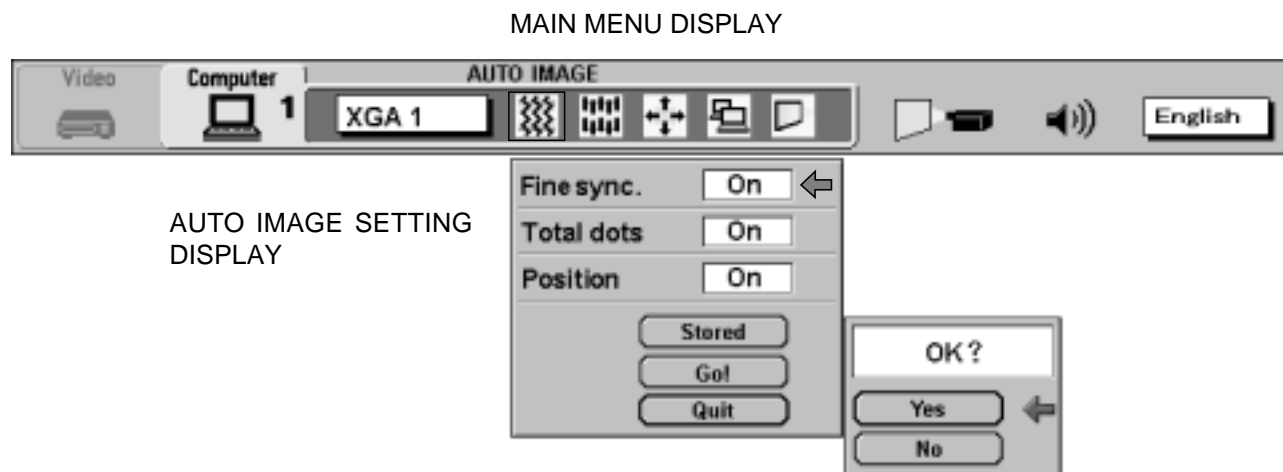 MAIN MENU DISPLAY
Video
Computer
AUTO IMAGE
1
XGA 1
English
AUTO IMAGE SETTING
DISPLAY
Fine sync.
On
Total dots
On
Position
On
Stored
Go!
Quit
OK?
Yes
No